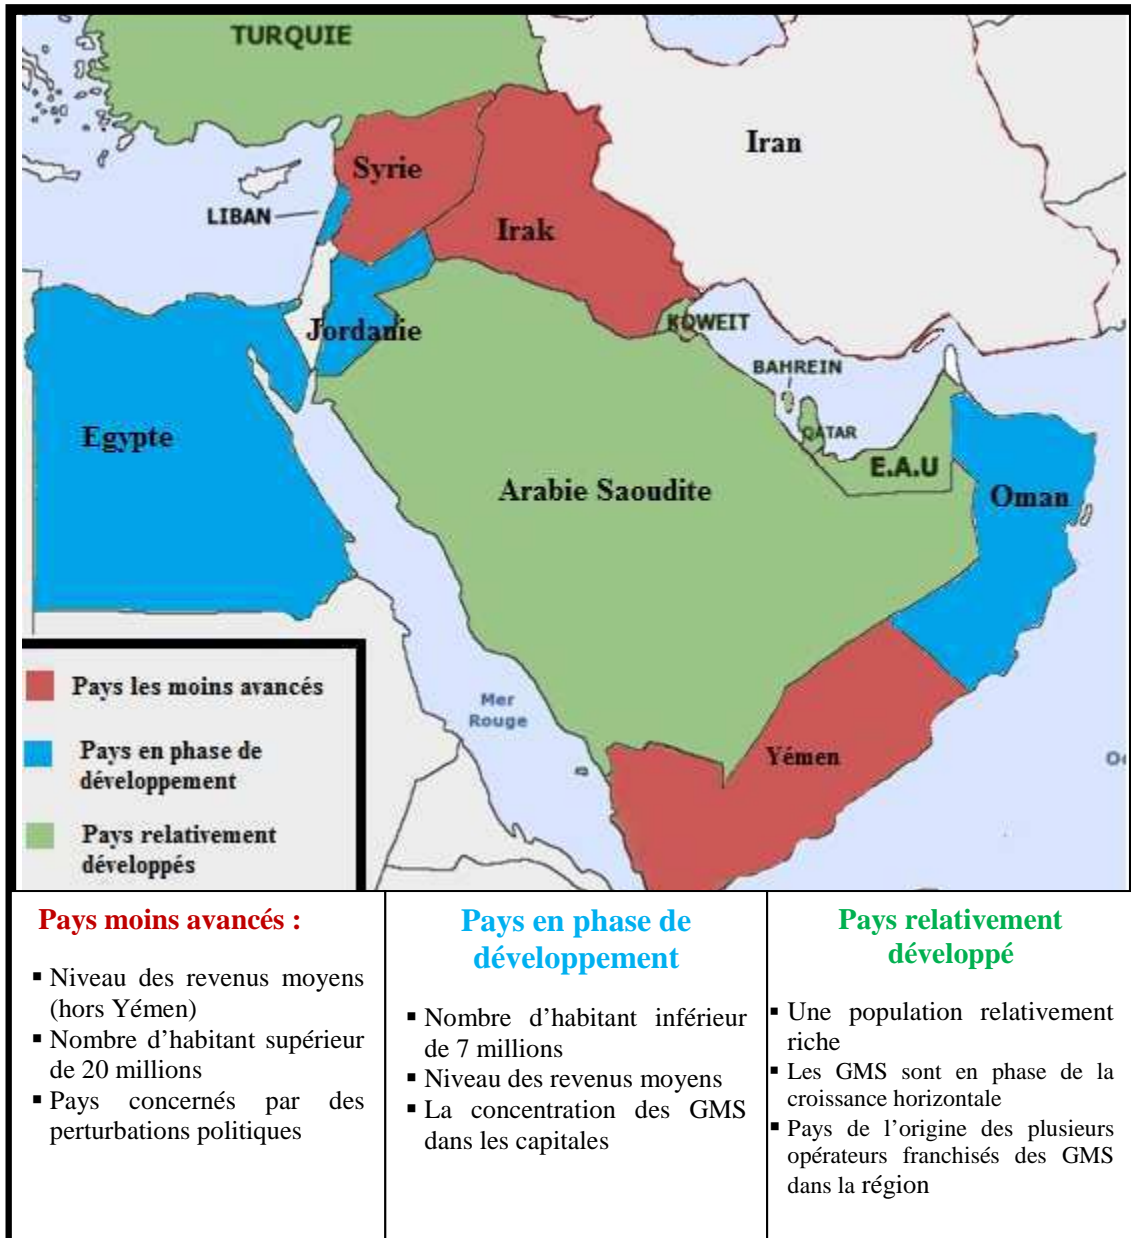 TURQUIE
Iran
Syrie
LIBAN
Irak
Jordanie
KOWEIT
BAHREIN
QATAR
E.A.U
Egypte
Arabie Saoudite
Oman
Mer
Rouge
Yémen
Pays les moins avancés
Pays en phase de
développement
Pays relativement
développés
Pays moins avancés :
▪ Niveau des revenus moyens
(hors Yémen)
▪ Nombre d’habitant supérieur
de 20 millions
▪ Pays concernés par des
perturbations politiques
Pays en phase de
développement
▪ Nombre d’habitant inférieur
de 7 millions
▪ Niveau des revenus moyens
▪ La concentration des GMS
dans les capitales
Pays relativement
développé
▪ Une population relativement
riche
▪ Les GMS sont en phase de la
croissance horizontale
▪ Pays de l’origine des plusieurs
opérateurs franchisés des GMS
dans la région